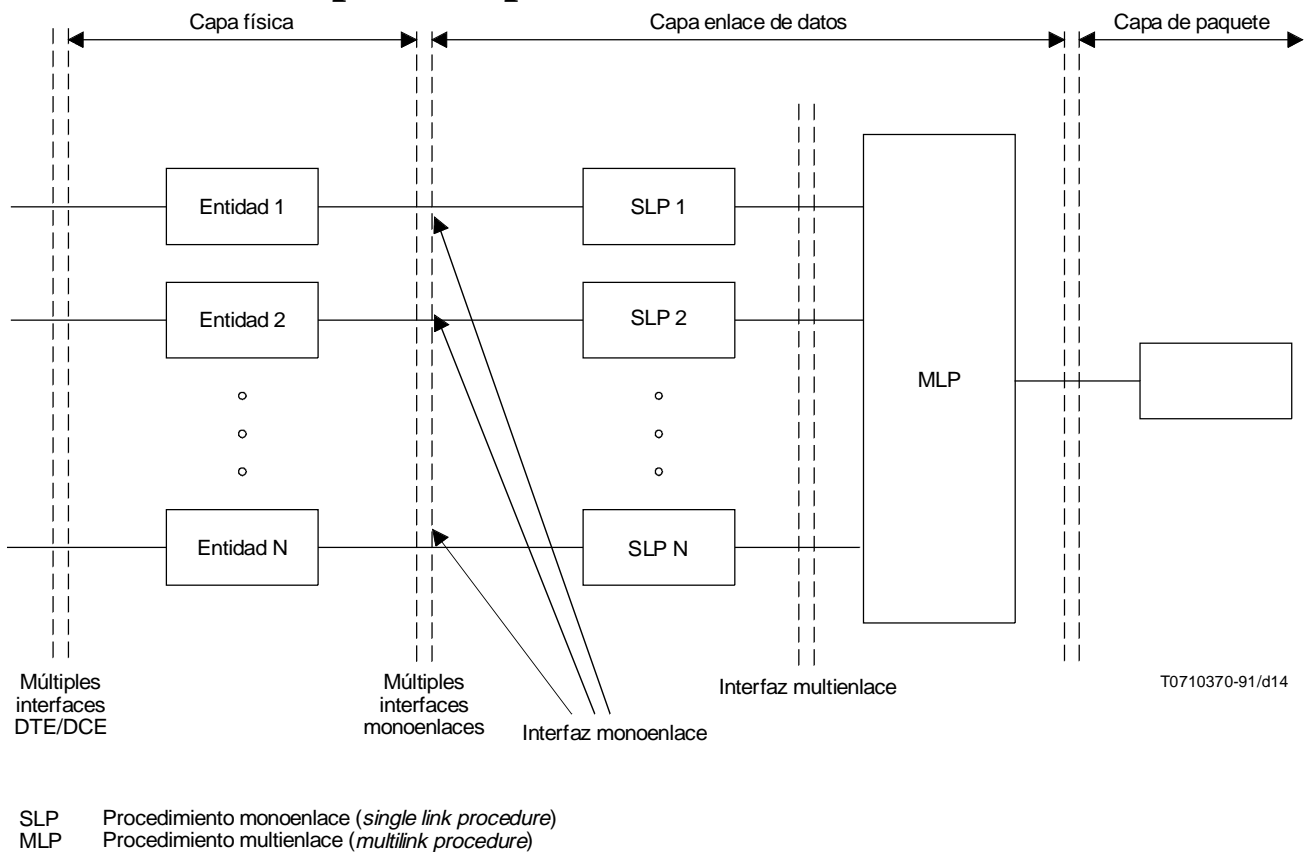 Capa física
Capa enlace de datos
Capa de paquete
Entidad 1
SLP 1
Entidad 2
SLP 2
MLP
Entidad N
SLP N
Múltiples
interfaces
DTE/DCE
Múltiples
interfaces
monoenlaces
Interfaz monoenlace
Interfaz multienlace
T0710370-91/d14
SLP Procedimiento monoenlace (single link procedure)
MLP Procedimiento multienlace (multilink procedure)